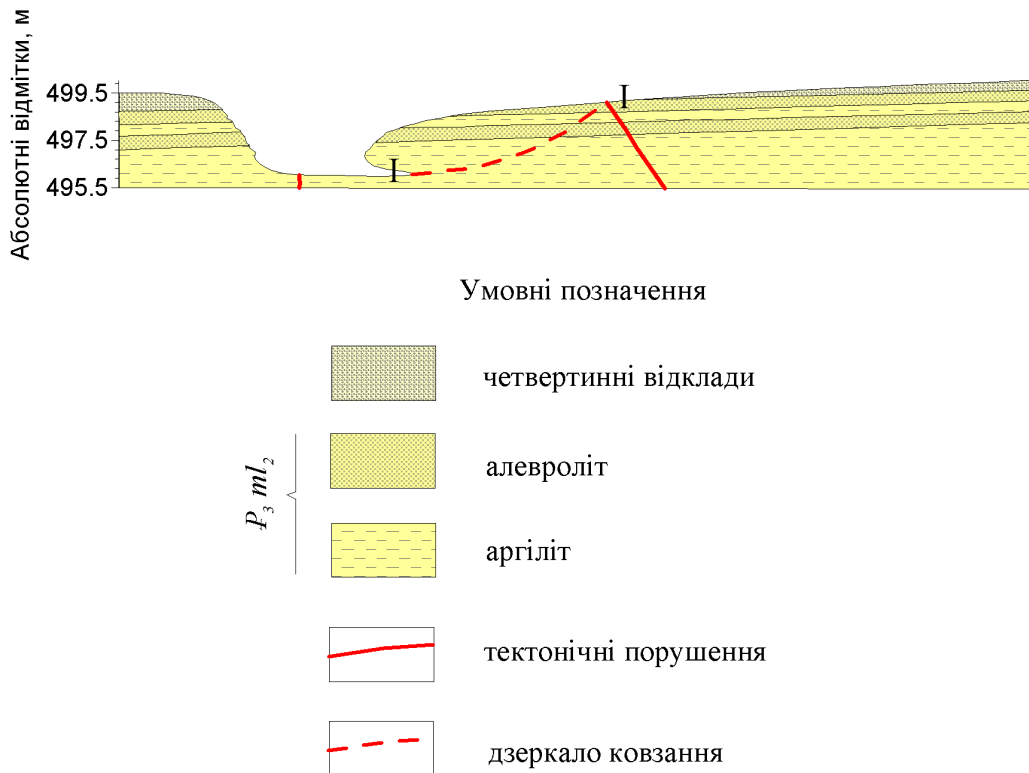 Абсолютні відмітки, м
499.5
497.5
495.5
I
I
Умовні позначення
четвертинні відклади
P₃ ml₂
алевроліт
аргіліт
тектонічні порушення
дзеркало ковзання